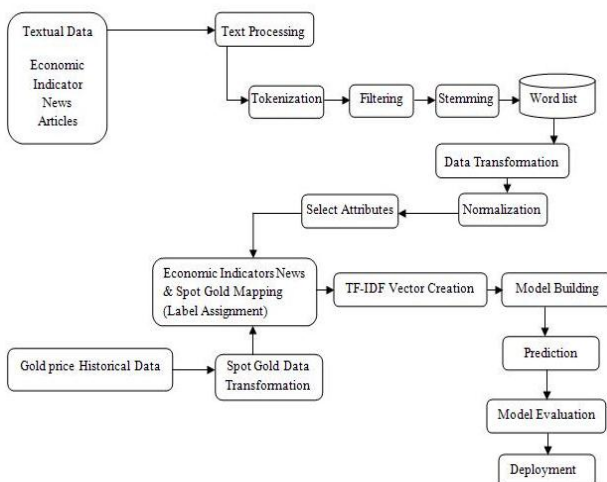 Textual Data
Economic
Indicator
News
Articles
Text Processing
Tokenization
Filtering
Stemming
Word list
Data Transformation
Normalization
Select Attributes
Economic Indicators News
& Spot Gold Mapping
(Label Assignment)
TF-IDF Vector Creation
Model Building
Gold price Historical Data
Spot Gold Data
Transformation
Prediction
Model Evaluation
Deployment